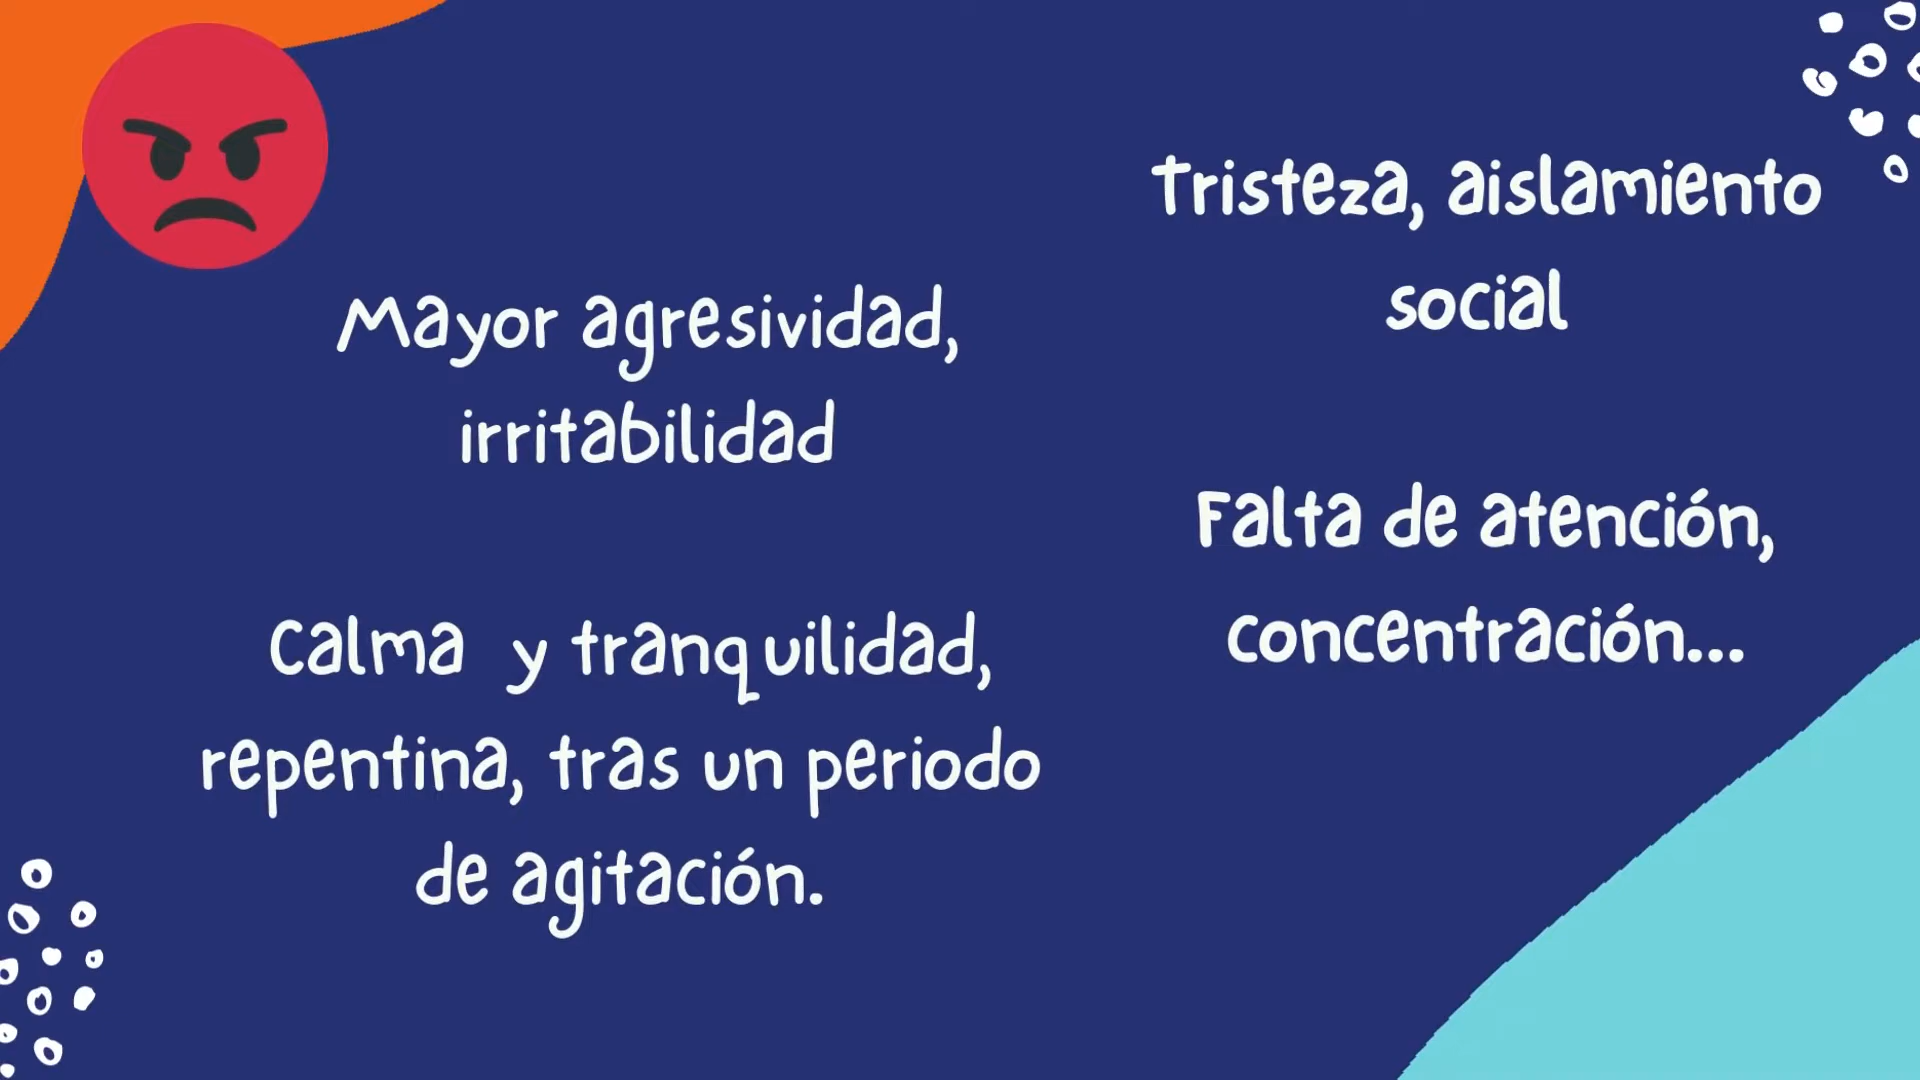 Mayor agresividad,
irritabilidad
Calma y tranquilidad,
repentina, tras un periodo
de agitación.
Tristeza, aislamiento
social
Falta de atención,
concentración...